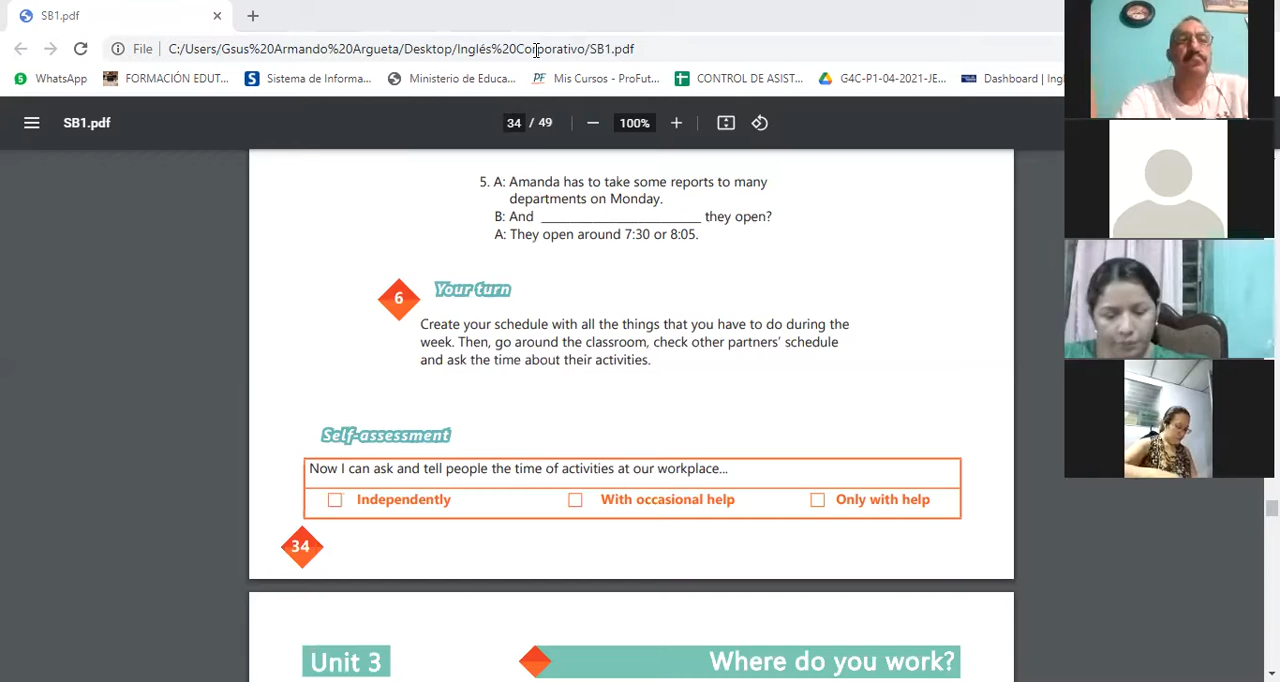 SB1.pdf
File
C:/Users/Gsus%20Armando%20Argueta/Desktop/Inglés%20Corporativo/SB1.pdf
WhatsApp
FORMACIÓN EDUT...
Sistema de Informa...
Ministerio de Educa...
Mis Cursos - ProFut...
CONTROL DE ASIST...
G4C-P1-04-2021-JE...
Dashboard | Ingl
SB1.pdf
34 / 49
100%
5. A: Amanda has to take some reports to many
departments on Monday.
B: And ____________________ they open?
A: They open around 7:30 or 8:05.
6
Your turn
Create your schedule with all the things that you have to do during the
week. Then, go around the classroom, check other partners' schedule
and ask the time about their activities.
Self-assessment
Now I can ask and tell people the time of activities at our workplace...
Independently
With occasional help
Only with help
34
Unit 3
Where do you work?